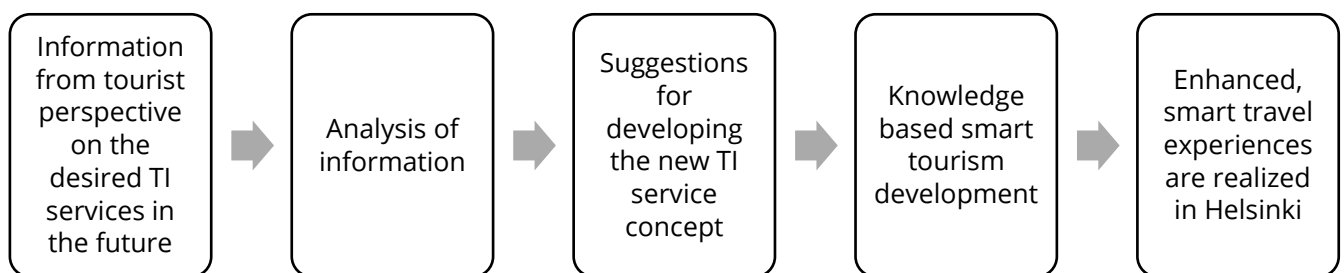 Information
from tourist
perspective
on the
desired TI
services in
the future
Analysis of
information
Suggestions
for
developing
the new TI
service
concept
Knowledge
based smart
tourism
development
Enhanced,
smart travel
experiences
are realized
in Helsinki